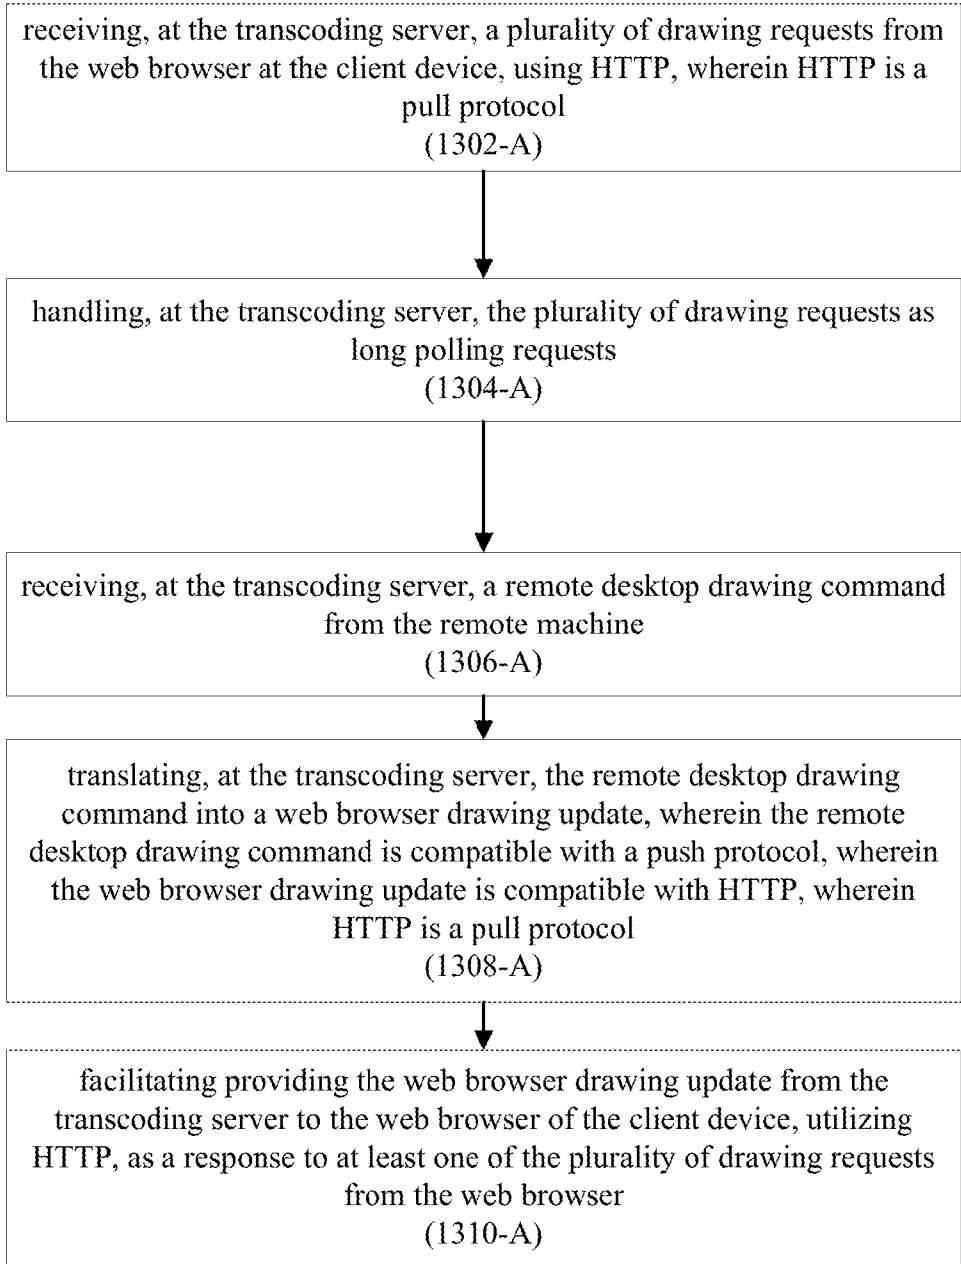 receiving, at the transcoding server, a plurality of drawing requests from
the web browser at the client device, using HTTP, wherein HTTP is a
pull protocol
(1302-A)
handling, at the transcoding server, the plurality of drawing requests as
long polling requests
(1304-A)
receiving, at the transcoding server, a remote desktop drawing command
from the remote machine
(1306-A)
translating, at the transcoding server, the remote desktop drawing
command into a web browser drawing update, wherein the remote
desktop drawing command is compatible with a push protocol, wherein
the web browser drawing update is compatible with HTTP, wherein
HTTP is a pull protocol
(1308-A)
facilitating providing the web browser drawing update from the
transcoding server to the web browser of the client device, utilizing
HTTP, as a response to at least one of the plurality of drawing requests
from the web browser
(1310-A)